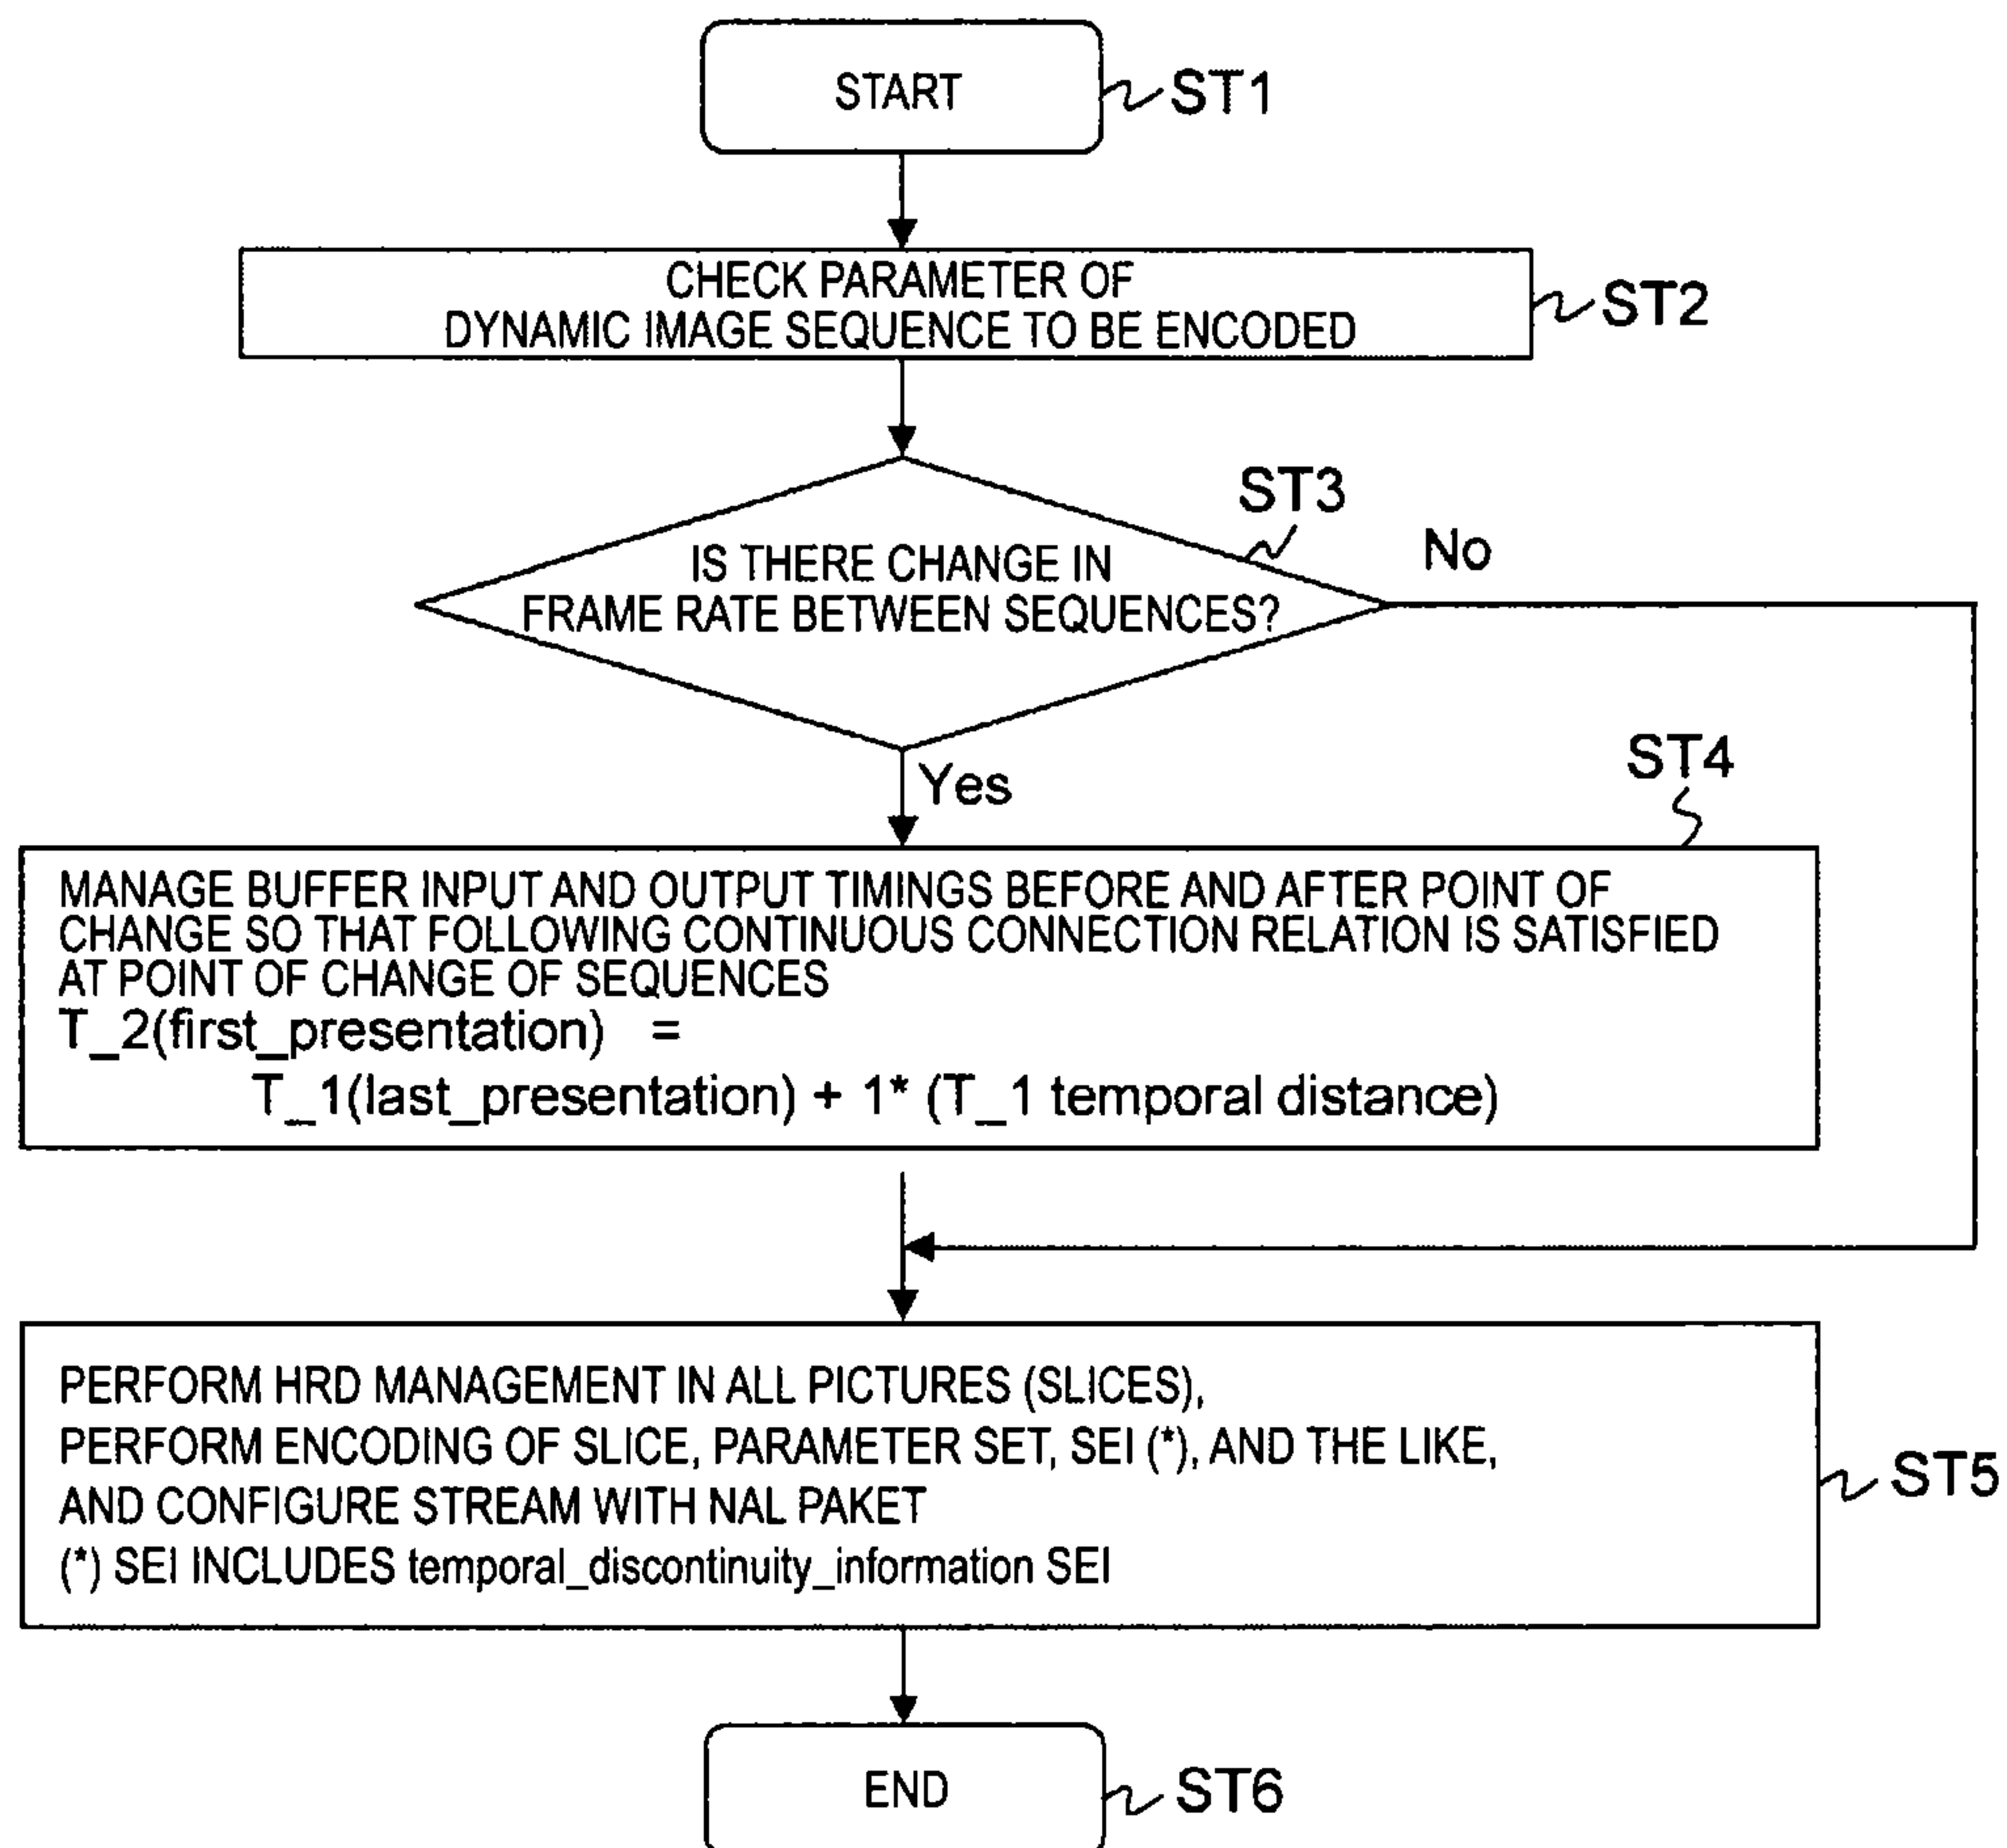 START
ST1
CHECK PARAMETER OF
DYNAMIC IMAGE SEQUENCE TO BE ENCODED
ST2
ST3
IS THERE CHANGE IN
FRAME RATE BETWEEN SEQUENCES?
No
Yes
ST4
MANAGE BUFFER INPUT AND OUTPUT TIMINGS BEFORE AND AFTER POINT OF
CHANGE SO THAT FOLLOWING CONTINUOUS CONNECTION RELATION IS SATISFIED
AT POINT OF CHANGE OF SEQUENCES
T_2(first_presentation) =
T_1(last_presentation) + 1* (T_1 temporal distance)
PERFORM HRD MANAGEMENT IN ALL PICTURES (SLICES),
PERFORM ENCODING OF SLICE, PARAMETER SET, SEI (*), AND THE LIKE,
AND CONFIGURE STREAM WITH NAL PAKET
(*) SEI INCLUDES temporal_discontinuity_information SEI
ST5
END
ST6